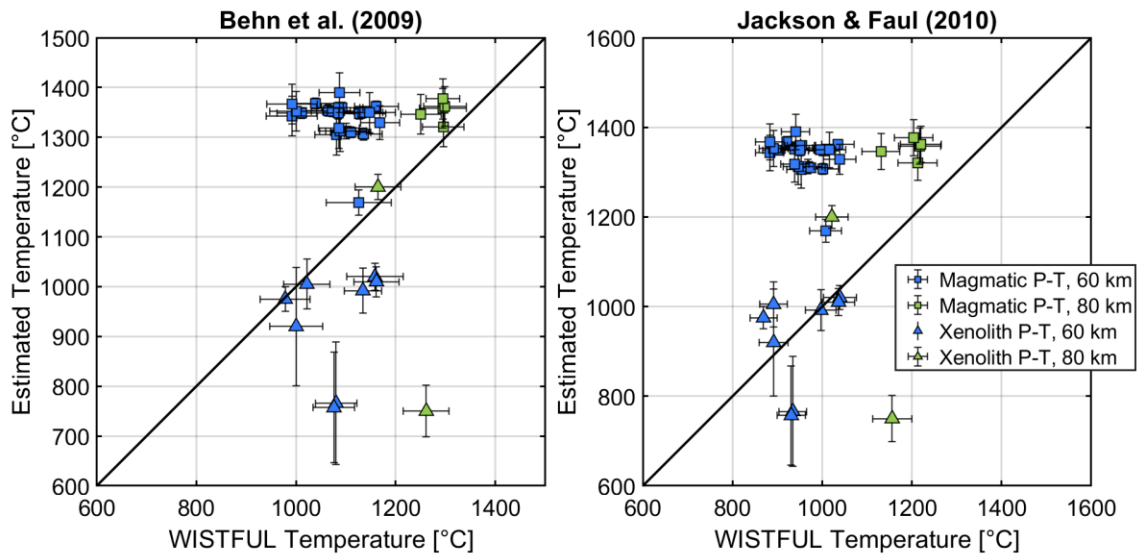 Behn et al. (2009)
Estimated Temperature [°C]
1500
1400
1300
1200
1100
1000
900
800
700
600
600
800
1000
1200
1400
WISTFUL Temperature [°C]
Jackson & Faul (2010)
Estimated Temperature [°C]
1600
1400
1200
1000
800
600
600
800
1000
1200
1400
1600
WISTFUL Temperature [°C]
Magmatic P-T, 60 km
Magmatic P-T, 80 km
Xenolith P-T, 60 km
Xenolith P-T, 80 km